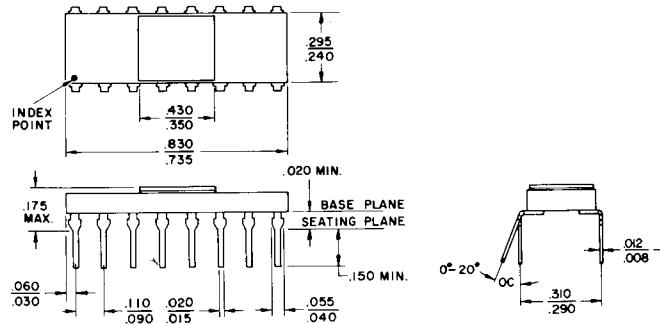 .295
.240
INDEX
POINT
.430
.350
.830
.735
.020 MIN.
.175
MAX.
BASE PLANE
SEATING PLANE
.150 MIN.
.060
.030
.110
.090
.020
.015
.055
.040
.012
.008
0°-20°
OC
.310
.290